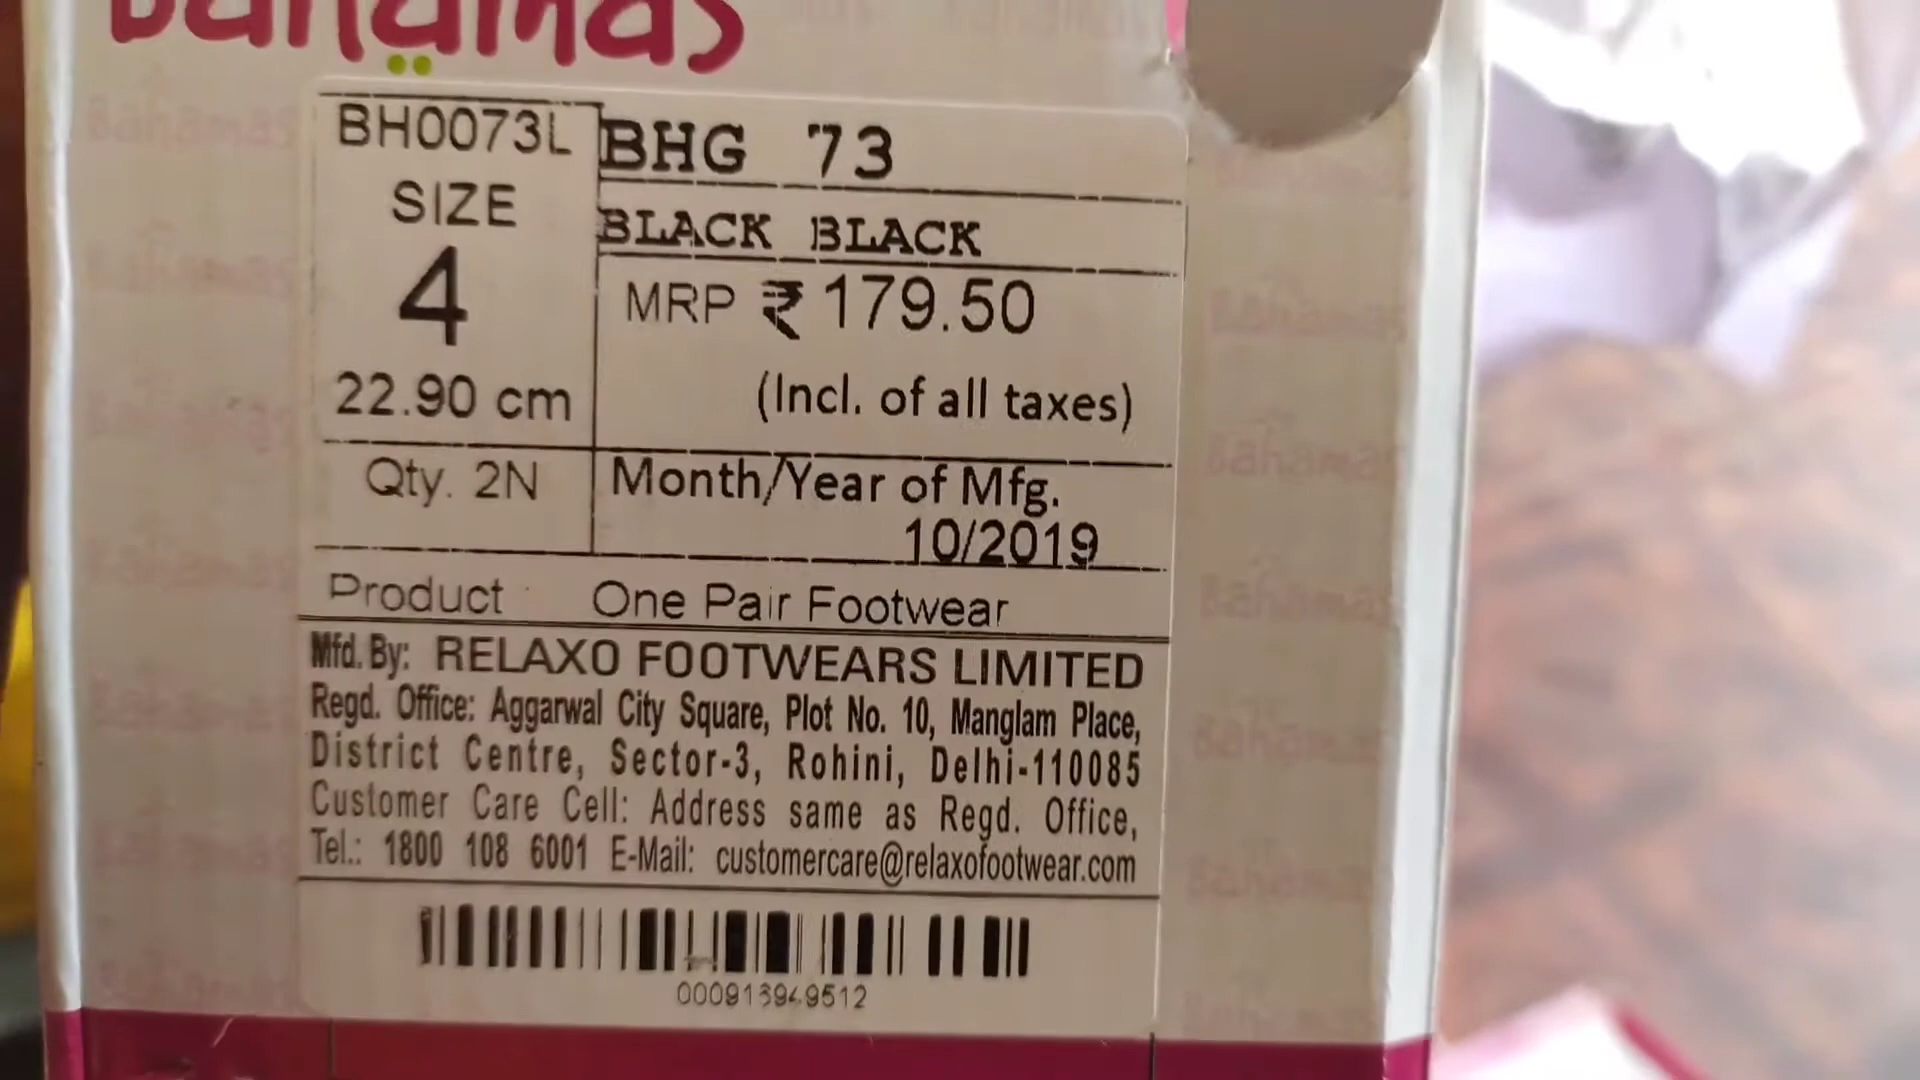 Bahamas
BH0073L
SIZE
4
22.90 cm
Qty. 2N
BHG 73
BLACK BLACK
MRP ₹ 179.50
(Incl. of all taxes)
Month/Year of Mfg.
10/2019
Product One Pair Footwear
Mfd. By: RELAXO FOOTWEARS LIMITED
Regd. Office: Aggarwal City Square, Plot No. 10, Manglam Place,
District Centre, Sector-3, Rohini, Delhi-110085
Customer Care Cell: Address same as Regd. Office,
Tel.: 1800 108 6001 E-Mail: customercare@relaxofootwear.com